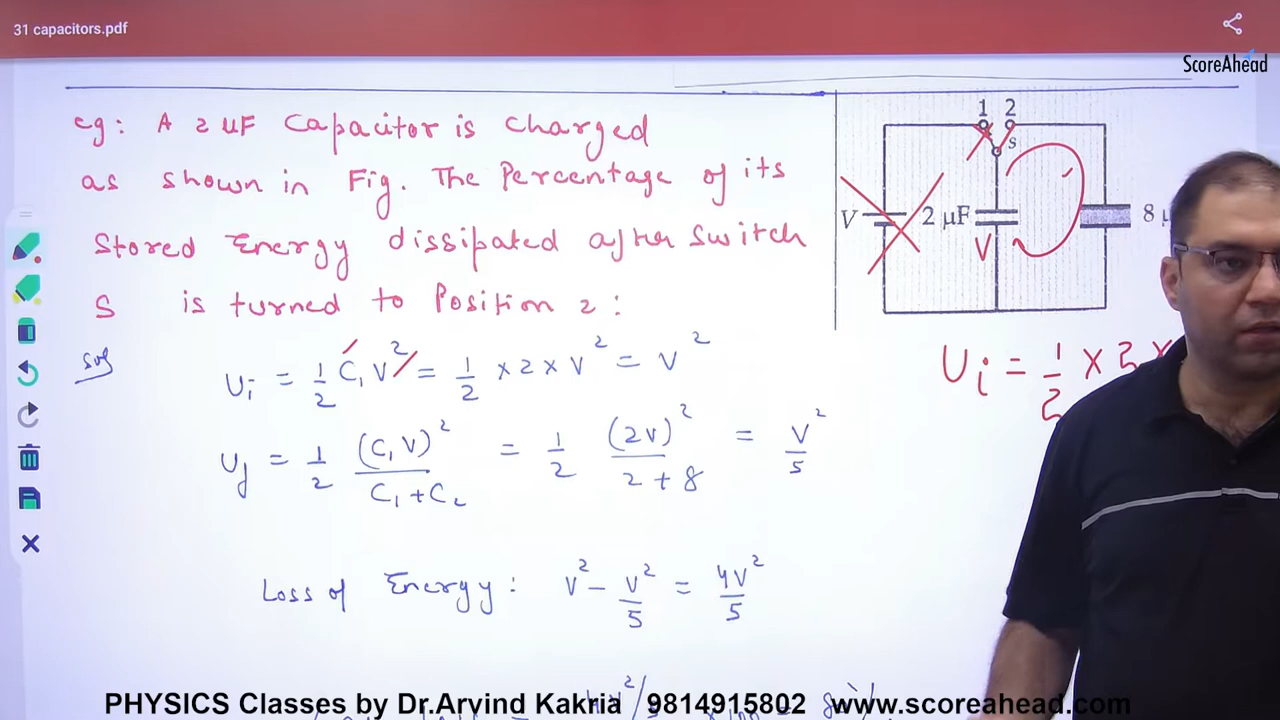 31 capacitors.pdf
ScoreAhead
eg: A 2 uF Capacitor is charged
as shown in Fig. The Percentage of its
Stored Energy dissipated after Switch
S is turned to Position 2:
1 2
S
V 2 μF 8
V
Sol
Ui = 1/2 C₁V² = 1/2 × 2 × V² = V²
Ui = 1/2 × 2 ×
Uf = 1/2 (C₁V)²/(C₁+C₂) = 1/2 (2V)²/(2+8) = V²/5
Loss of Energy: V² - V²/5 = 4V²/5
PHYSICS Classes by Dr.Arvind Kakria 9814915802 www.scoreahead.com